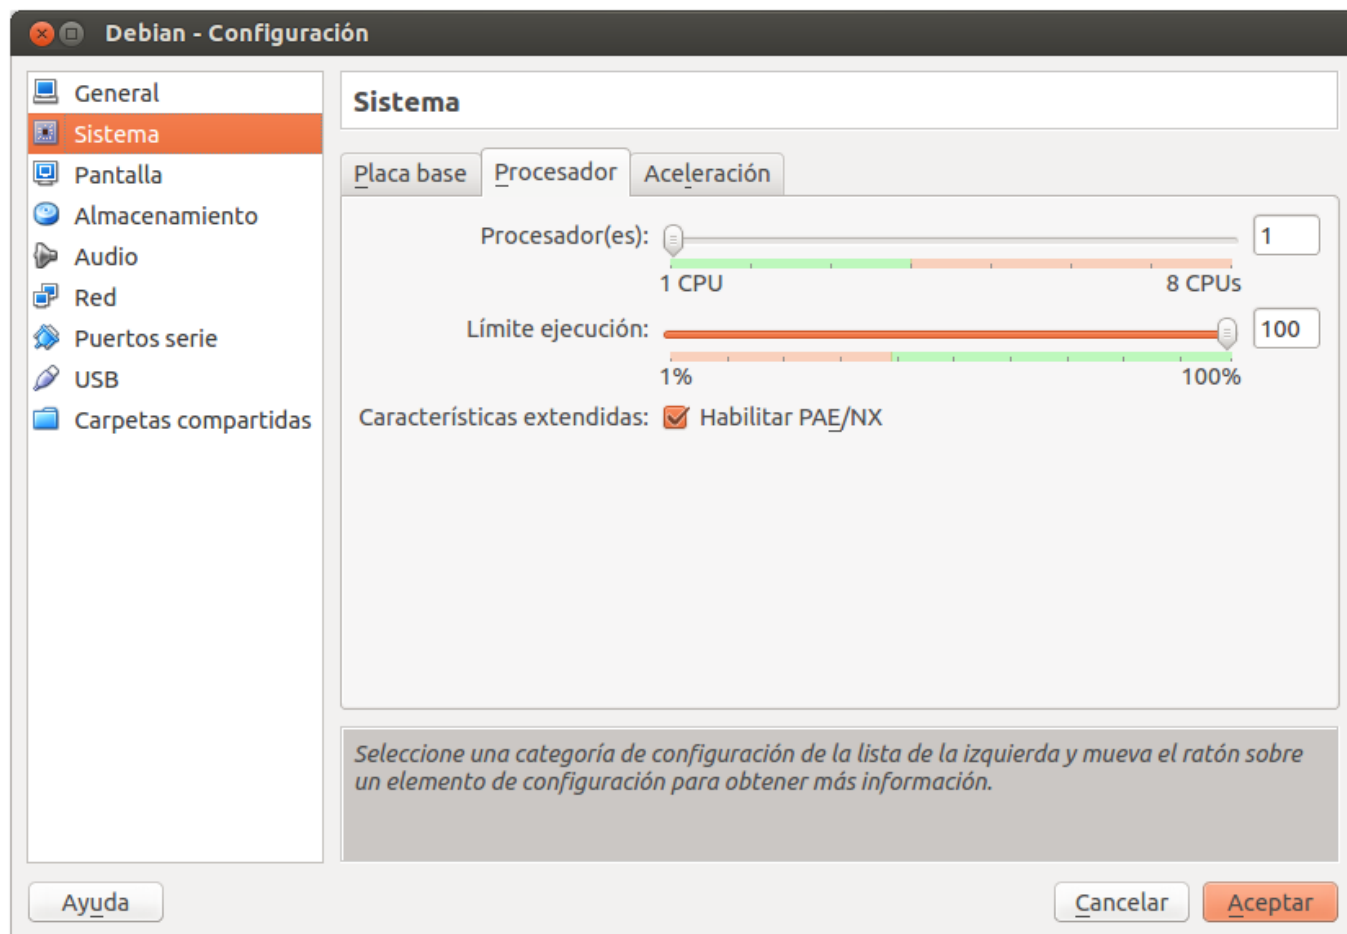 Debian - Configuración
General
Sistema
Pantalla
Almacenamiento
Audio
Red
Puertos serie
USB
Carpetas compartidas
Sistema
Placa base Procesador Aceleración
Procesador(es): 1
1 CPU 8 CPUs
Límite ejecución: 100
1% 100%
Características extendidas: Habilitar PAE/NX
Seleccione una categoría de configuración de la lista de la izquierda y mueva el ratón sobre
un elemento de configuración para obtener más información.
Ayuda Cancelar Aceptar